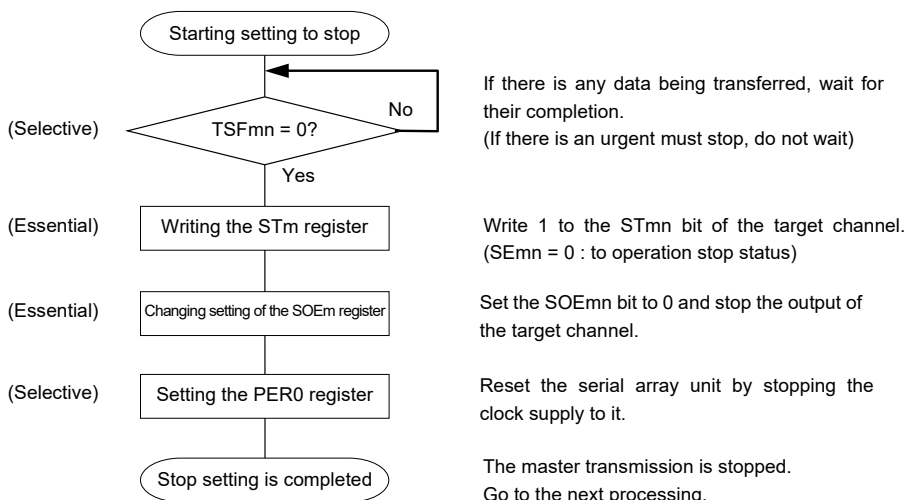 Starting setting to stop
If there is any data being transferred, wait for
their completion.
(If there is an urgent must stop, do not wait)
No
(Selective)
TSFmn = 0?
Yes
(Essential)
Writing the STm register
Write 1 to the STmn bit of the target channel.
(SEmn = 0 : to operation stop status)
(Essential)
Changing setting of the SOEm register
Set the SOEmn bit to 0 and stop the output of
the target channel.
(Selective)
Setting the PER0 register
Reset the serial array unit by stopping the
clock supply to it.
Stop setting is completed
The master transmission is stopped.
Go to the next processing.